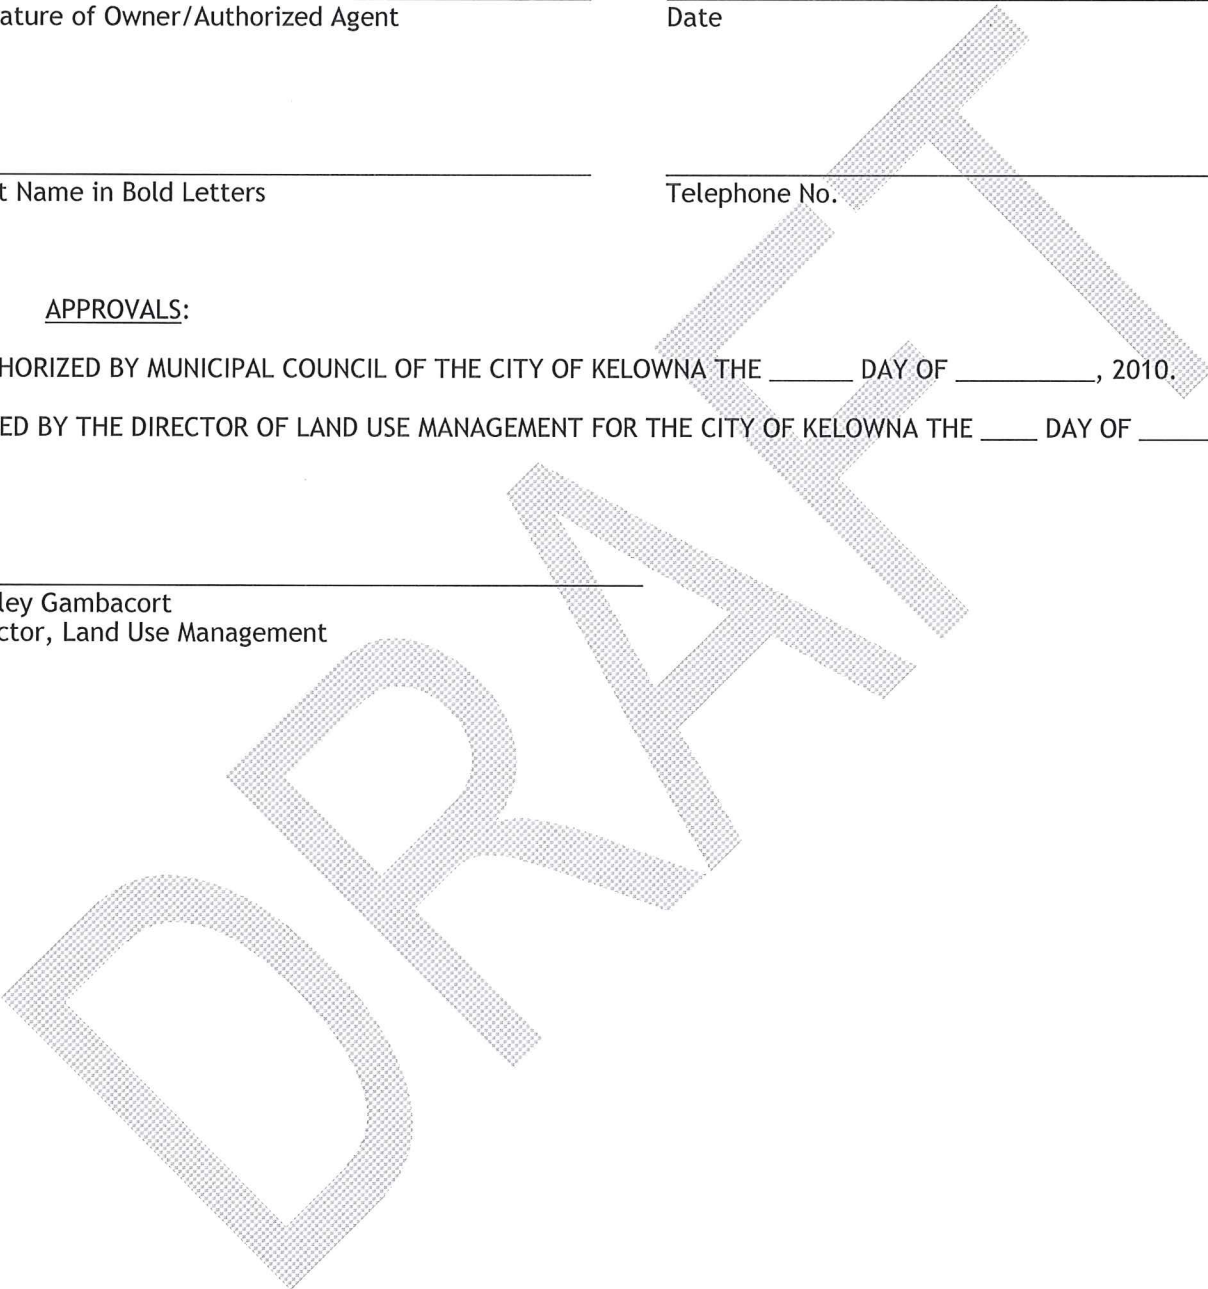 ature of Owner/Authorized Agent
Date
t Name in Bold Letters
Telephone No.
APPROVALS:
HORIZED BY MUNICIPAL COUNCIL OF THE CITY OF KELOWNA THE ______ DAY OF __________, 2010.
ED BY THE DIRECTOR OF LAND USE MANAGEMENT FOR THE CITY OF KELOWNA THE ____ DAY OF _____
ley Gambacort
ctor, Land Use Management
DRAFT